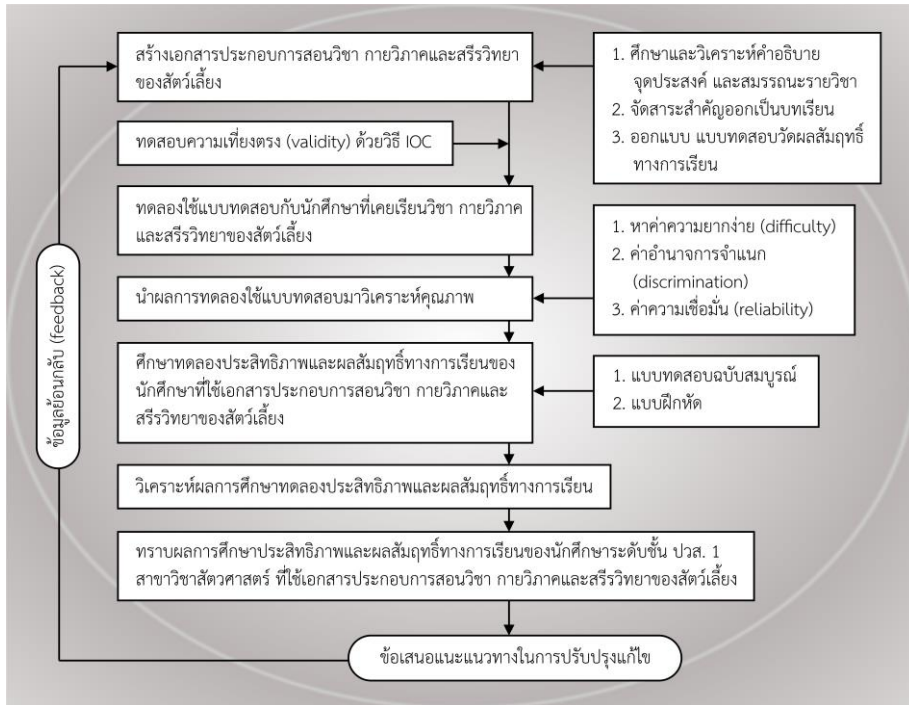 สร้างเอกสารประกอบการสอนวิชา กายวิภาคและสรีรวิทยา
ของสัตว์เลี้ยง
1. ศึกษาและวิเคราะห์คำอธิบาย
จุดประสงค์ และสมรรถนะรายวิชา
2. จัดสาระสำคัญออกเป็นบทเรียน
3. ออกแบบ แบบทดสอบวัดผลสัมฤทธิ์
ทางการเรียน
ทดสอบความเที่ยงตรง (validity) ด้วยวิธี IOC
ทดลองใช้แบบทดสอบกับนักศึกษาที่เคยเรียนวิชา กายวิภาค
และสรีรวิทยาของสัตว์เลี้ยง
นำผลการทดลองใช้แบบทดสอบมาวิเคราะห์คุณภาพ
1. หาค่าความยากง่าย (difficulty)
2. ค่าอำนาจการจำแนก
(discrimination)
3. ค่าความเชื่อมั่น (reliability)
ศึกษาทดลองประสิทธิภาพและผลสัมฤทธิ์ทางการเรียนของ
นักศึกษาที่ใช้เอกสารประกอบการสอนวิชา กายวิภาคและ
สรีรวิทยาของสัตว์เลี้ยง
1. แบบทดสอบฉบับสมบูรณ์
2. แบบฝึกหัด
วิเคราะห์ผลการศึกษาทดลองประสิทธิภาพและผลสัมฤทธิ์ทางการเรียน
ทราบผลการศึกษาประสิทธิภาพและผลสัมฤทธิ์ทางการเรียนของนักศึกษาระดับชั้น ปวส. 1
สาขาวิชาสัตวศาสตร์ ที่ใช้เอกสารประกอบการสอนวิชา กายวิภาคและสรีรวิทยาของสัตว์เลี้ยง
ข้อเสนอแนะแนวทางในการปรับปรุงแก้ไข
ข้อมูลย้อนกลับ (feedback)